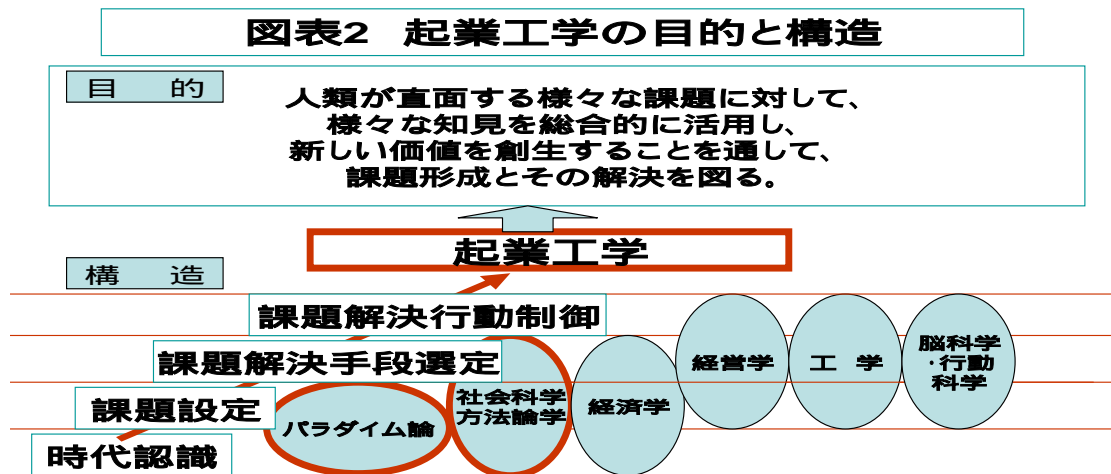 図表2 起業工学の目的と構造
目 的
人類が直面する様々な課題に対して、
様々な知見を総合的に活用し、
新しい価値を創生することを通して、
課題形成とその解決を図る。
起業工学
構 造
課題解決行動制御
課題解決手段選定
課題設定
時代認識
パラダイム論
社会科学
方法論学
経済学
経営学
工 学
脳科学
・行動
科学